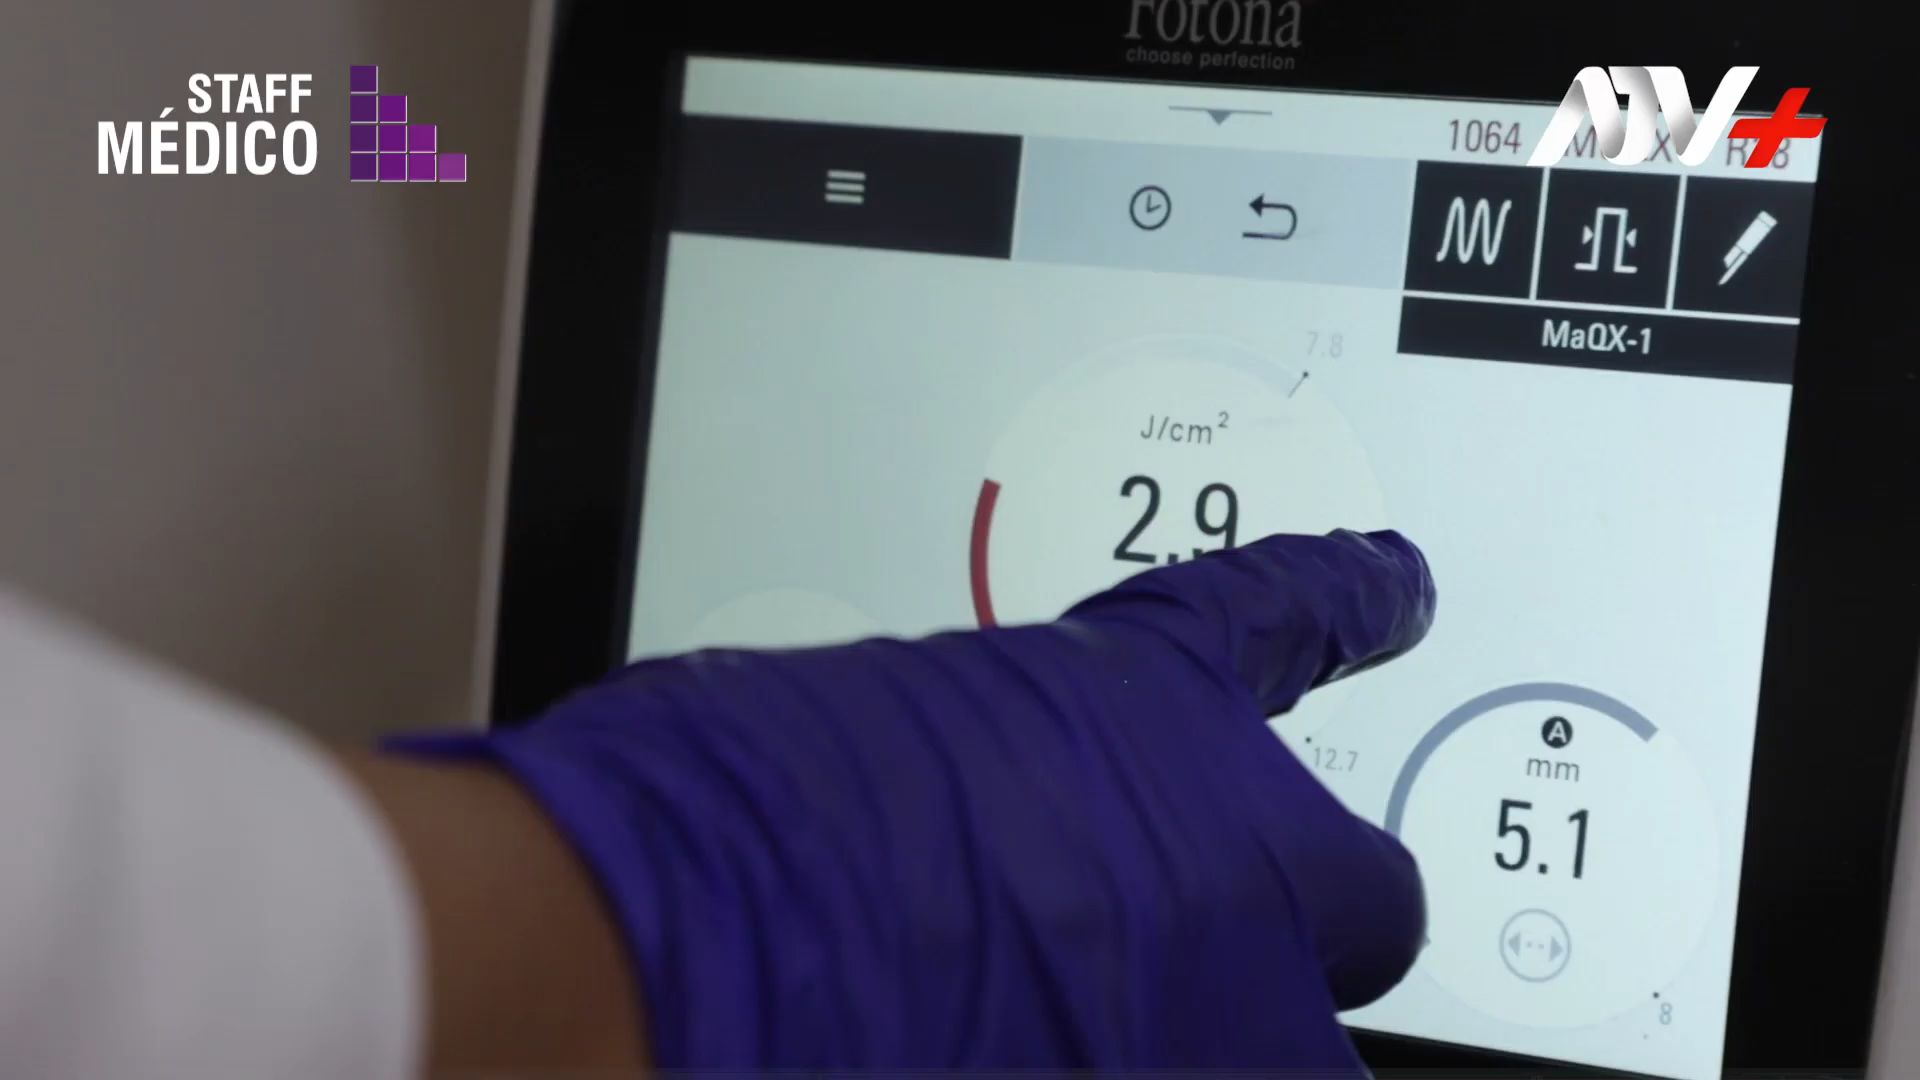 Fotona
choose perfection
STAFF
MÉDICO
ATV+
1064
MaQX-1
7.8
J/cm²
2.9
12.7
A
mm
5.1
8